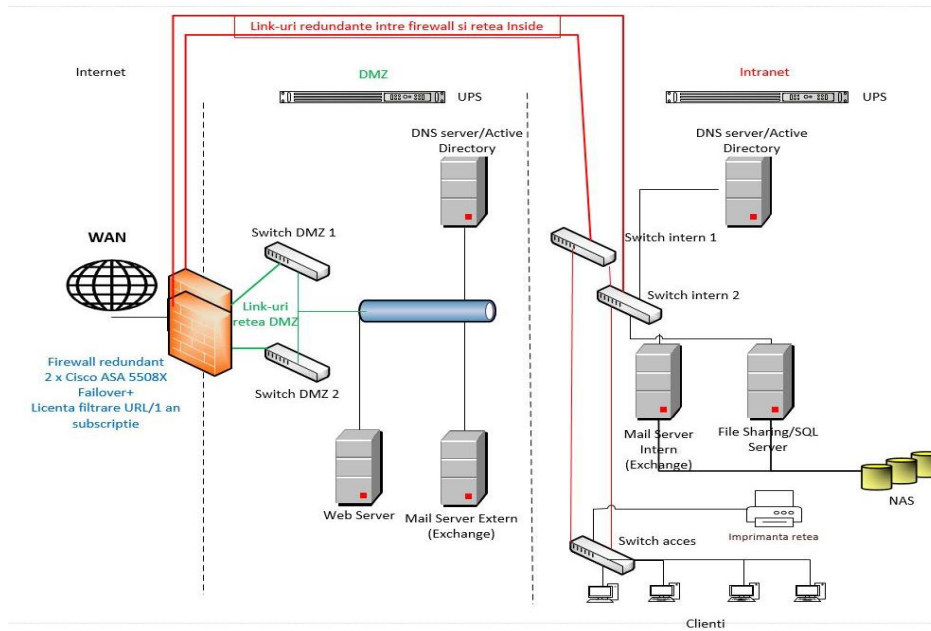 Link-uri redundante intre firewall si retea Inside
Internet
DMZ
Intranet
UPS
UPS
DNS server/Active
Directory
DNS server/Active
Directory
WAN
Switch DMZ 1
Switch intern 1
Switch intern 2
Link-uri
retea DMZ
Firewall redundant
2 x Cisco ASA 5508X
Failover+
Licenta filtrare URL/1 an
subscriptie
Switch DMZ 2
Mail Server
Intern
(Exchange)
File Sharing/SQL
Server
NAS
Web Server
Mail Server Extern
(Exchange)
Switch acces
Imprimanta retea
Clienti